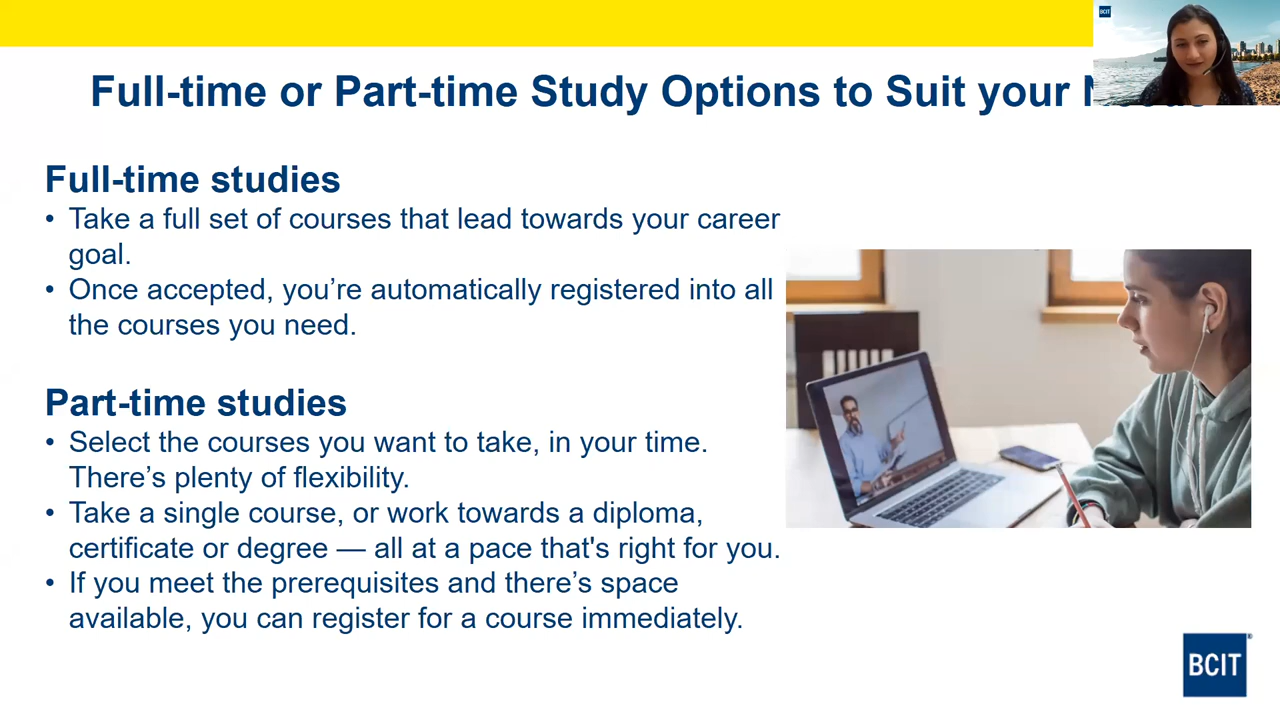 BCIT
Full-time or Part-time Study Options to Suit your
Full-time studies
• Take a full set of courses that lead towards your career
goal.
• Once accepted, you’re automatically registered into all
the courses you need.
Part-time studies
• Select the courses you want to take, in your time.
There’s plenty of flexibility.
• Take a single course, or work towards a diploma,
certificate or degree — all at a pace that's right for you.
• If you meet the prerequisites and there’s space
available, you can register for a course immediately.
BCIT®